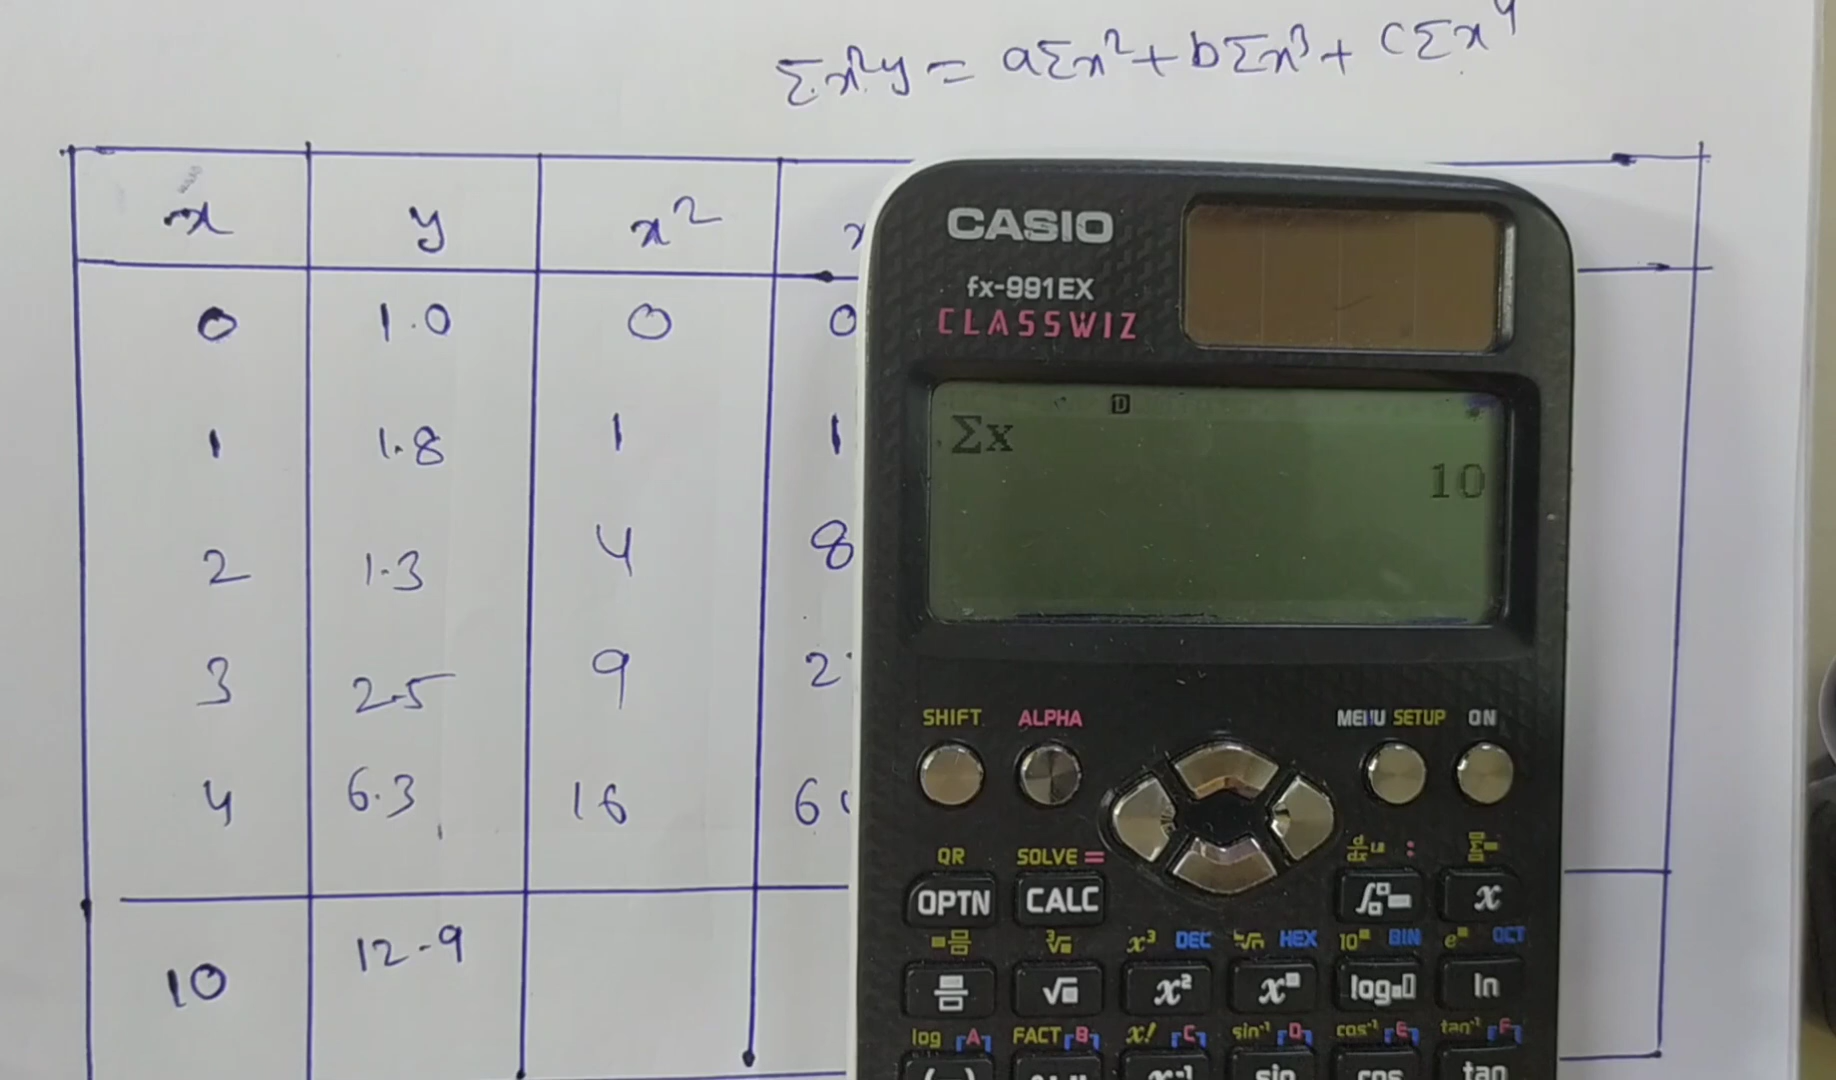 Σx²y = aΣx² + bΣx³ + cΣx⁴
x y x²
0 1.0 0 0
1 1.8 1 1
2 1.3 4 8
3 2.5 9
4 6.3 16
10 12.9
CASIO
fx-991EX
CLASSWIZ
D
Σx
10
SHIFT ALPHA MENU SETUP ON
QR SOLVE = d/dx :
OPTN CALC x
³√ x³ DEC HEX 10 BIN e OCT
√ x² x log ln
log A FACT B x! C sin⁻¹ D cos⁻¹ E tan⁻¹ F
(−) x⁻¹ sin cos tan